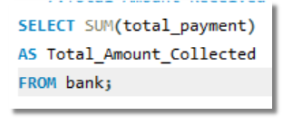 SELECT SUM(total_payment)
AS Total_Amount_Collected
FROM bank;